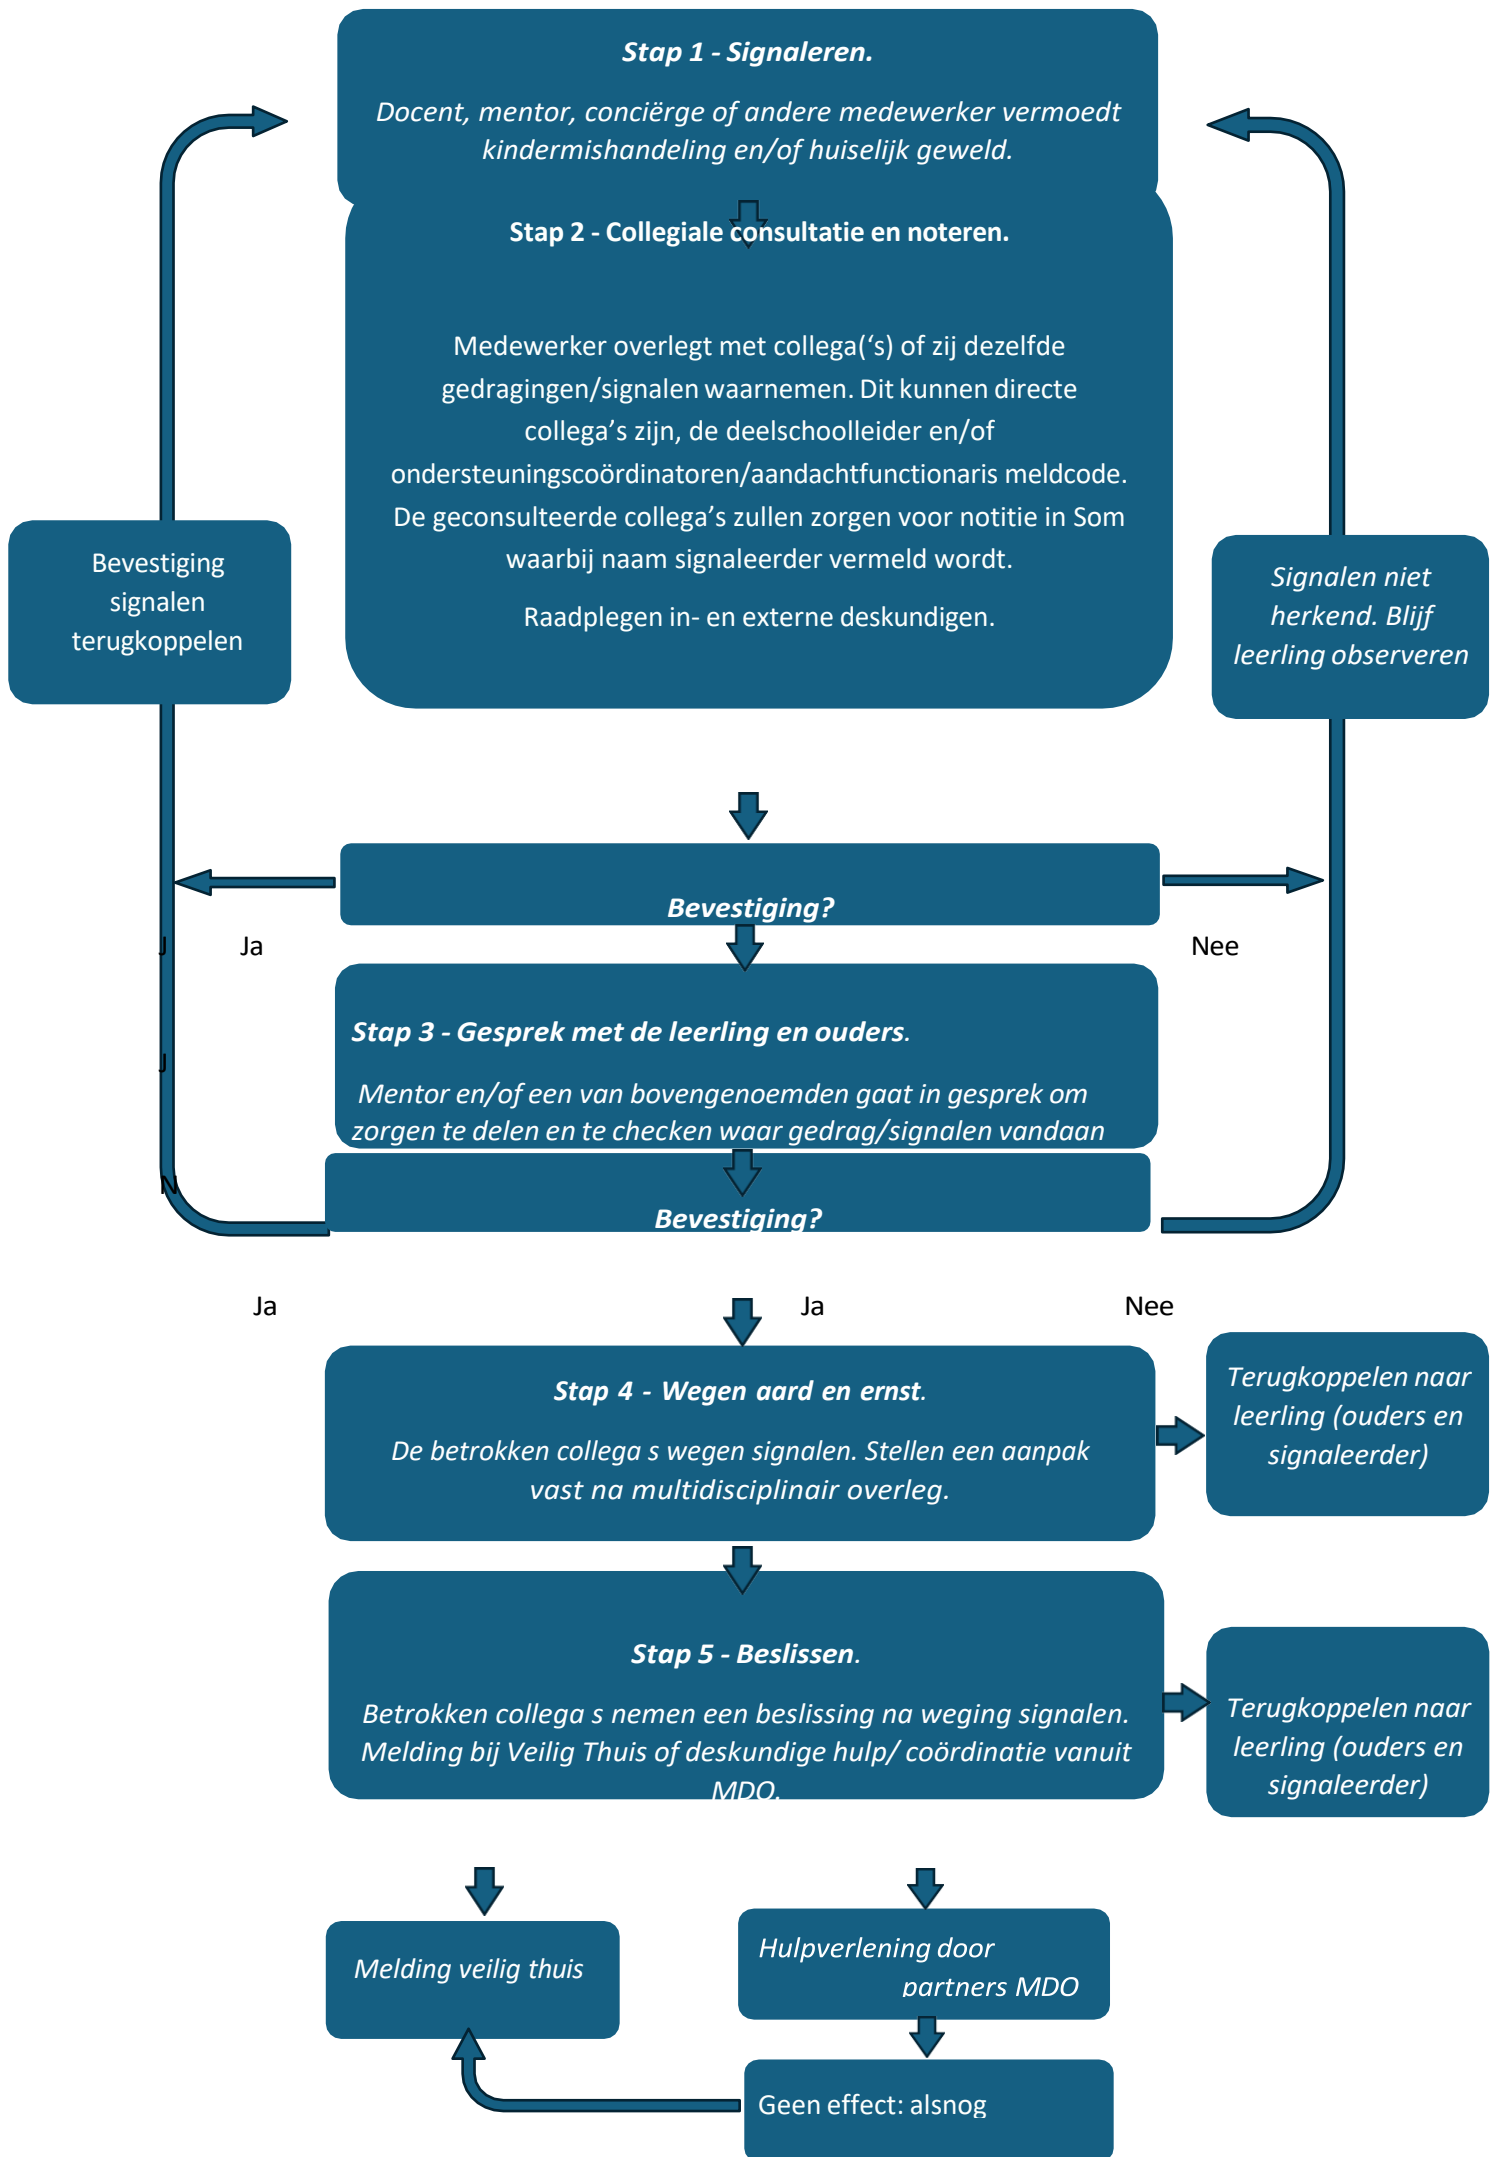 Stap 1 - Signaleren.
Docent, mentor, conciërge of andere medewerker vermoedt
kindermishandeling en/of huiselijk geweld.
Stap 2 - Collegiale consultatie en noteren.
Medewerker overlegt met collega(‘s) of zij dezelfde
gedragingen/signalen waarnemen. Dit kunnen directe
collega’s zijn, de deelschoolleider en/of
ondersteuningscoördinatoren/aandachtfunctionaris meldcode.
De geconsulteerde collega’s zullen zorgen voor notitie in Som
waarbij naam signaleerder vermeld wordt.
Raadplegen in- en externe deskundigen.
Bevestiging
signalen
terugkoppelen
Signalen niet
herkend. Blijf
leerling observeren
Bevestiging?
J
Ja
Nee
Stap 3 - Gesprek met de leerling en ouders.
J
Mentor en/of een van bovengenoemden gaat in gesprek om
zorgen te delen en te checken waar gedrag/signalen vandaan
N
Bevestiging?
Ja
Ja
Nee
Stap 4 - Wegen aard en ernst.
De betrokken collega s wegen signalen. Stellen een aanpak
vast na multidisciplinair overleg.
Terugkoppelen naar
leerling (ouders en
signaleerder)
Stap 5 - Beslissen.
Betrokken collega s nemen een beslissing na weging signalen.
Melding bij Veilig Thuis of deskundige hulp/ coördinatie vanuit
MDO.
Terugkoppelen naar
leerling (ouders en
signaleerder)
Melding veilig thuis
Hulpverlening door
partners MDO
Geen effect: alsnog